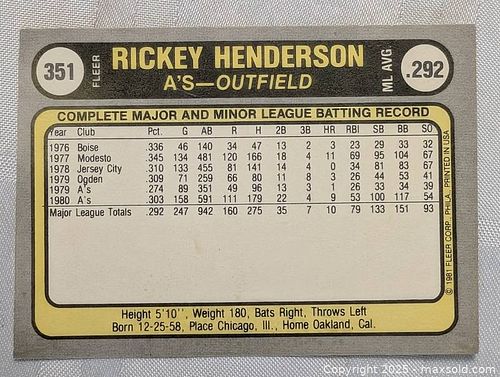 351
FLEER
RICKEY HENDERSON
A'S—OUTFIELD
ML AVG.
.292
COMPLETE MAJOR AND MINOR LEAGUE BATTING RECORD
Year Club Pct. G AB R H 2B 3B HR RBI SB BB SO
1976 Boise .336 46 140 34 47 13 2 3 23 29 33 32
1977 Modesto .345 134 481 120 166 18 4 11 69 95 104 67
1978 Jersey City .310 133 455 81 141 14 4 0 34 81 83 67
1979 Ogden .309 71 259 66 80 11 8 3 26 44 53 41
1979 A's .274 89 351 49 96 13 3 1 26 33 34 39
1980 A's .303 158 591 111 179 22 4 9 53 100 117 54
Major League Totals .292 247 942 160 275 35 7 10 79 133 151 93
© 1981 FLEER CORP. PHILA. PRINTED IN USA
Height 5'10'', Weight 180, Bats Right, Throws Left
Born 12-25-58, Place Chicago, Ill., Home Oakland, Cal.
Copyright 2025 - maxsold.com